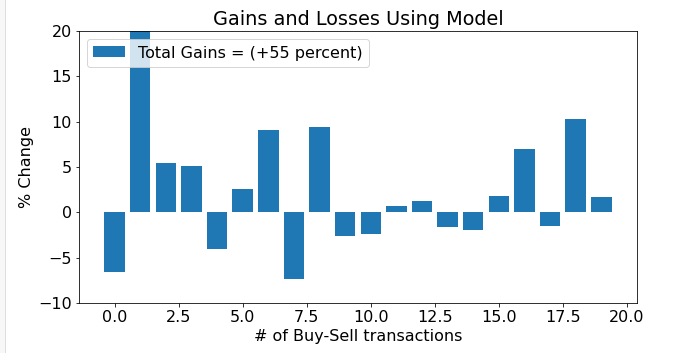 Gains and Losses Using Model
Total Gains = (+55 percent)
% Change
20
15
10
5
0
−5
−10
0.0 2.5 5.0 7.5 10.0 12.5 15.0 17.5 20.0
# of Buy-Sell transactions